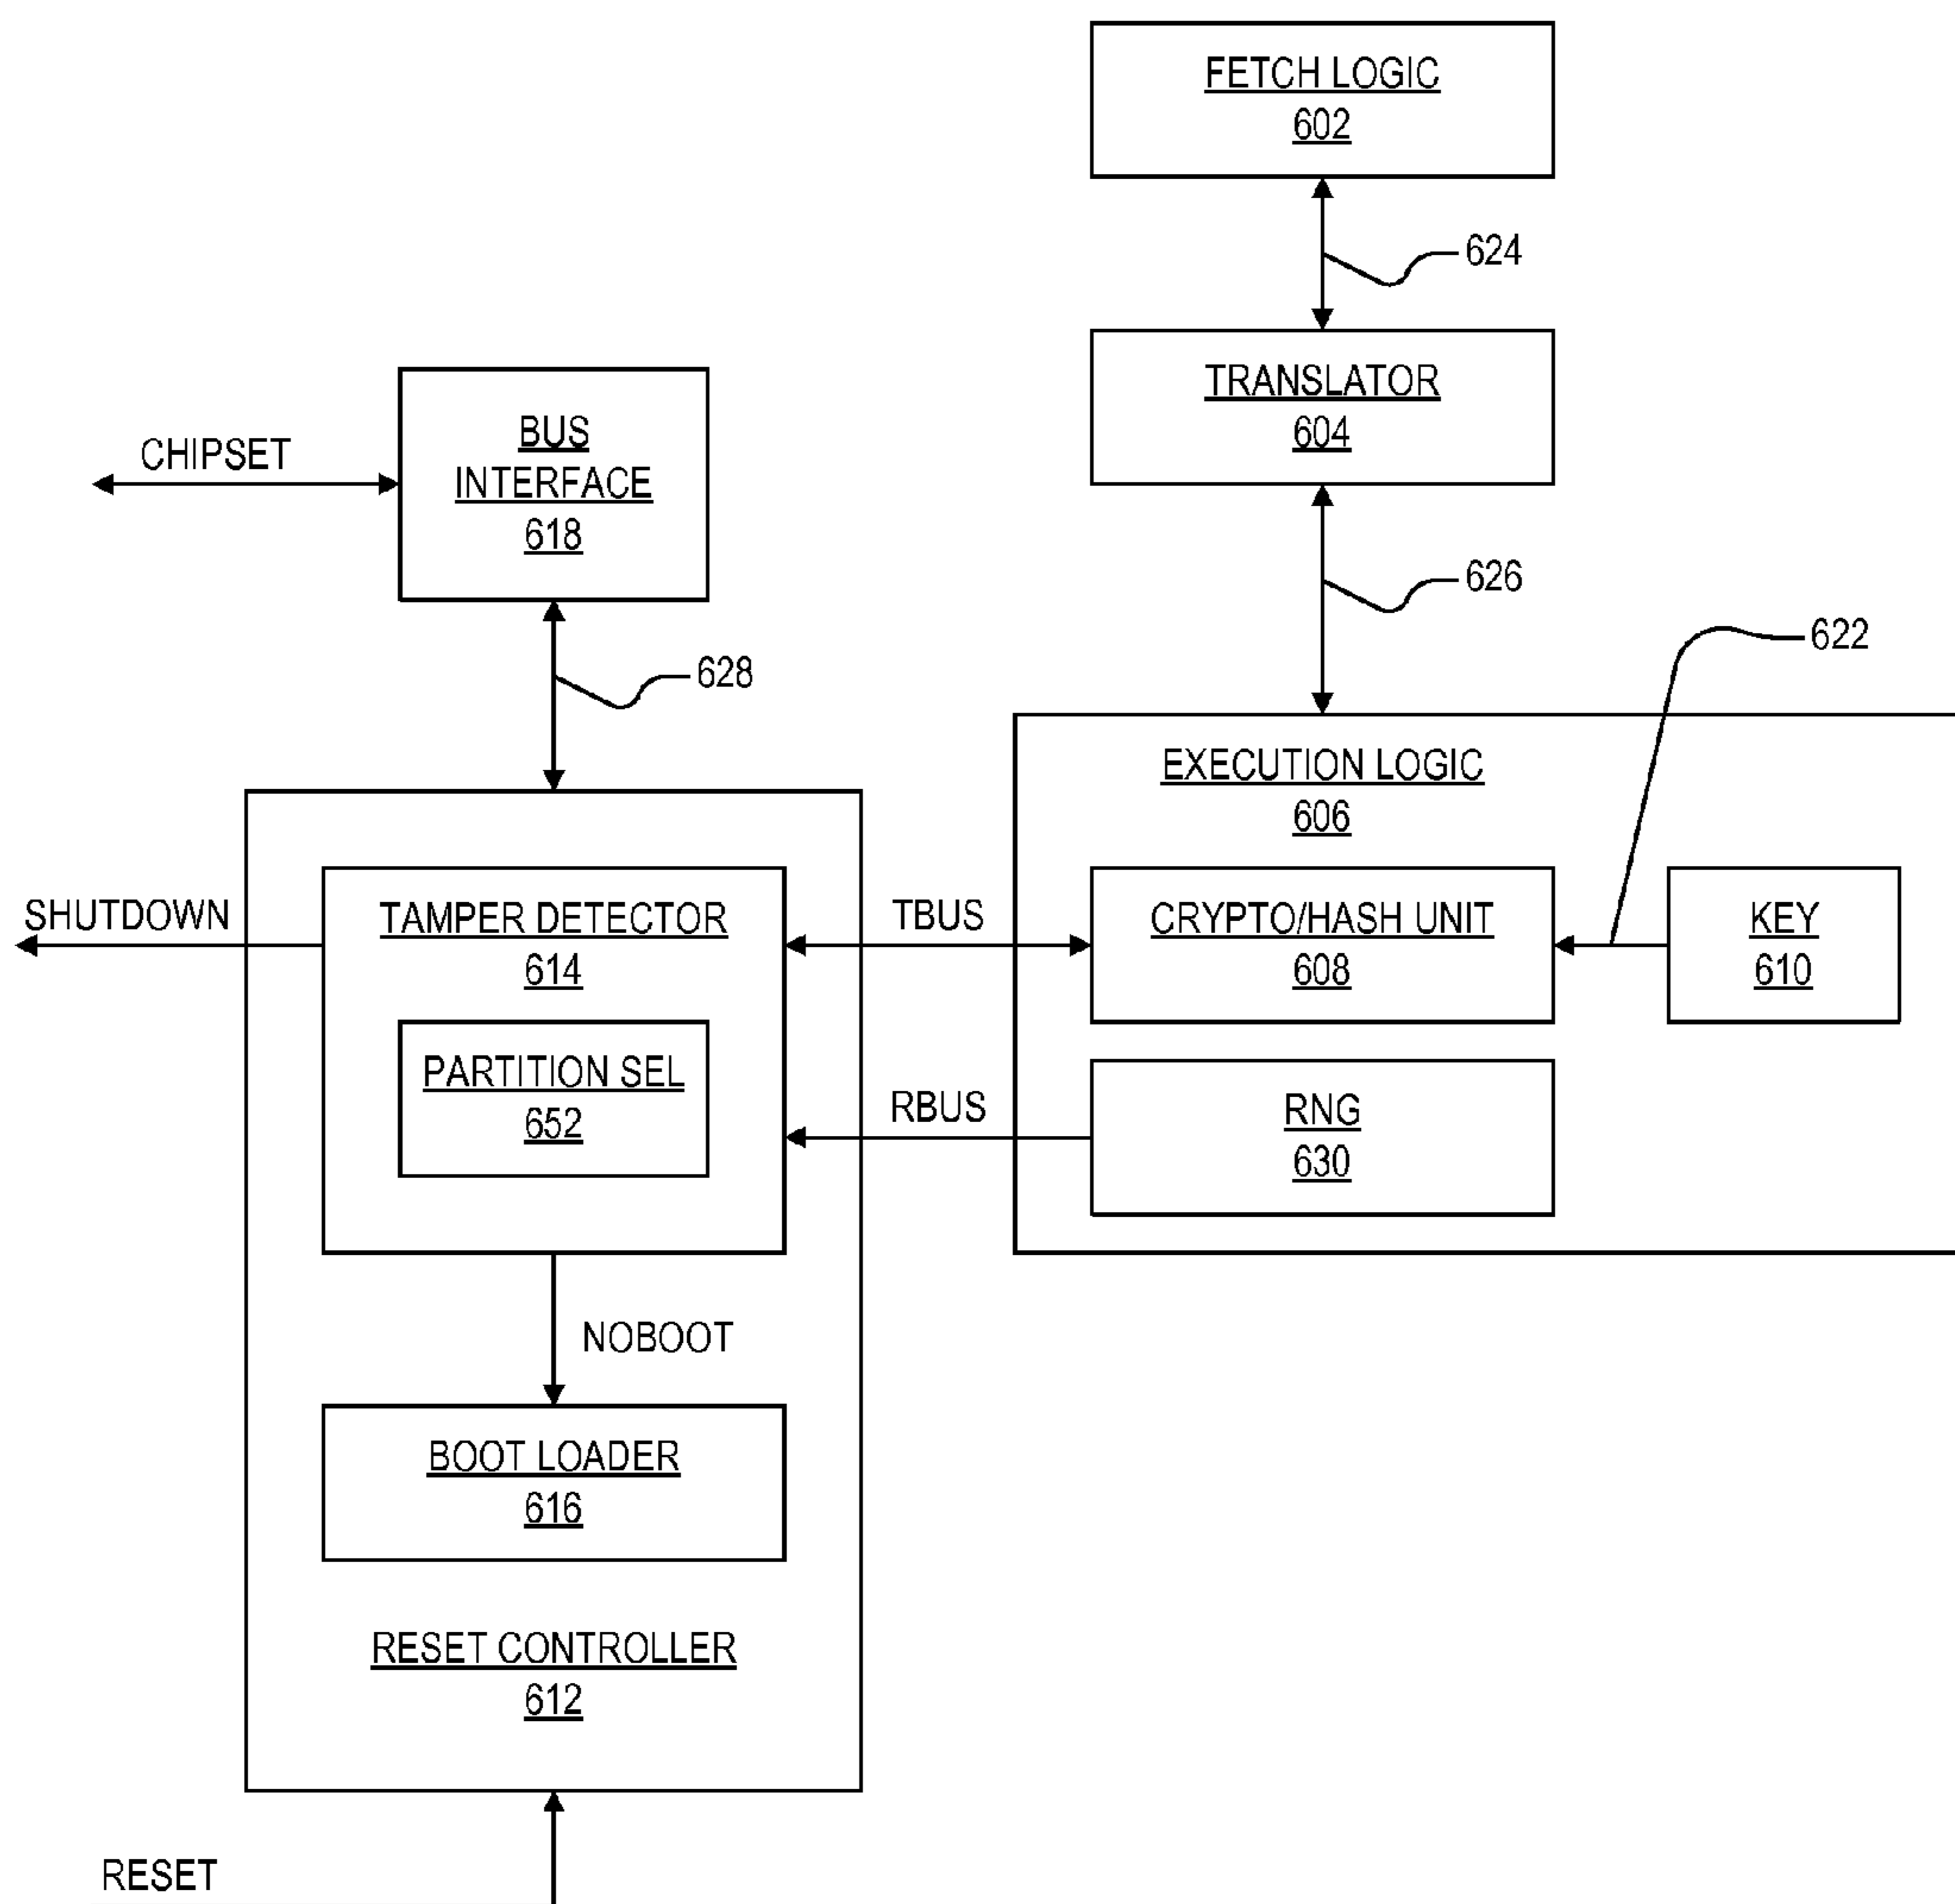 FETCH LOGIC
602
624
TRANSLATOR
604
BUS
INTERFACE
618
CHIPSET
626
622
628
EXECUTION LOGIC
606
SHUTDOWN
TAMPER DETECTOR
614
TBUS
CRYPTO/HASH UNIT
608
KEY
610
PARTITION SEL
652
RBUS
RNG
630
NOBOOT
BOOT LOADER
616
RESET CONTROLLER
612
RESET